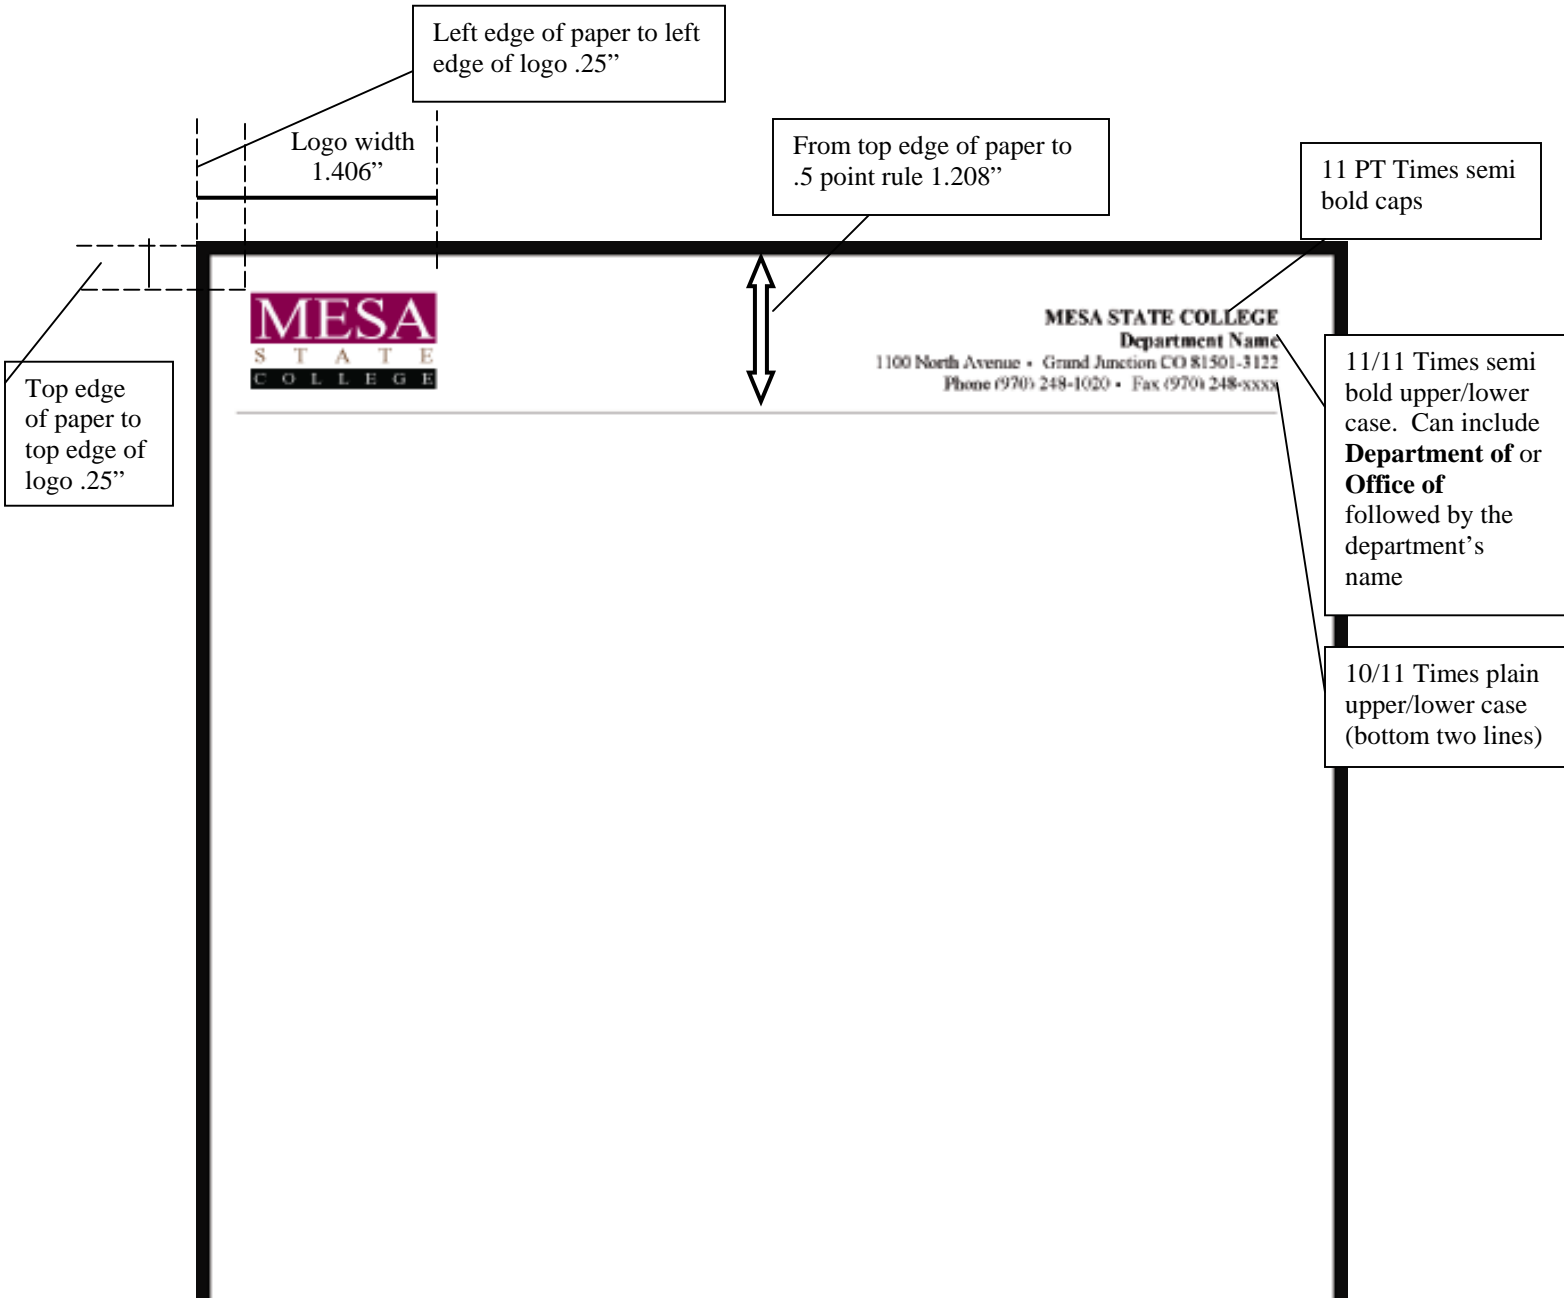 Left edge of paper to left
edge of logo .25”
Logo width
1.406”
From top edge of paper to
.5 point rule 1.208”
11 PT Times semi
bold caps
MESA
STATE
COLLEGE
MESA STATE COLLEGE
Department Name
1100 North Avenue • Grand Junction CO 81501-3122
Phone (970) 248-1020 • Fax (970) 248-xxxx
Top edge
of paper to
top edge of
logo .25”
11/11 Times semi
bold upper/lower
case.  Can include
Department of or
Office of
followed by the
department’s
name
10/11 Times plain
upper/lower case
(bottom two lines)